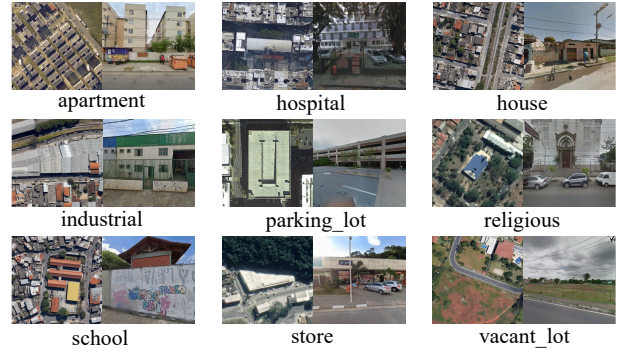 apartment
hospital
house
industrial
parking_lot
religious
school
store
vacant_lot